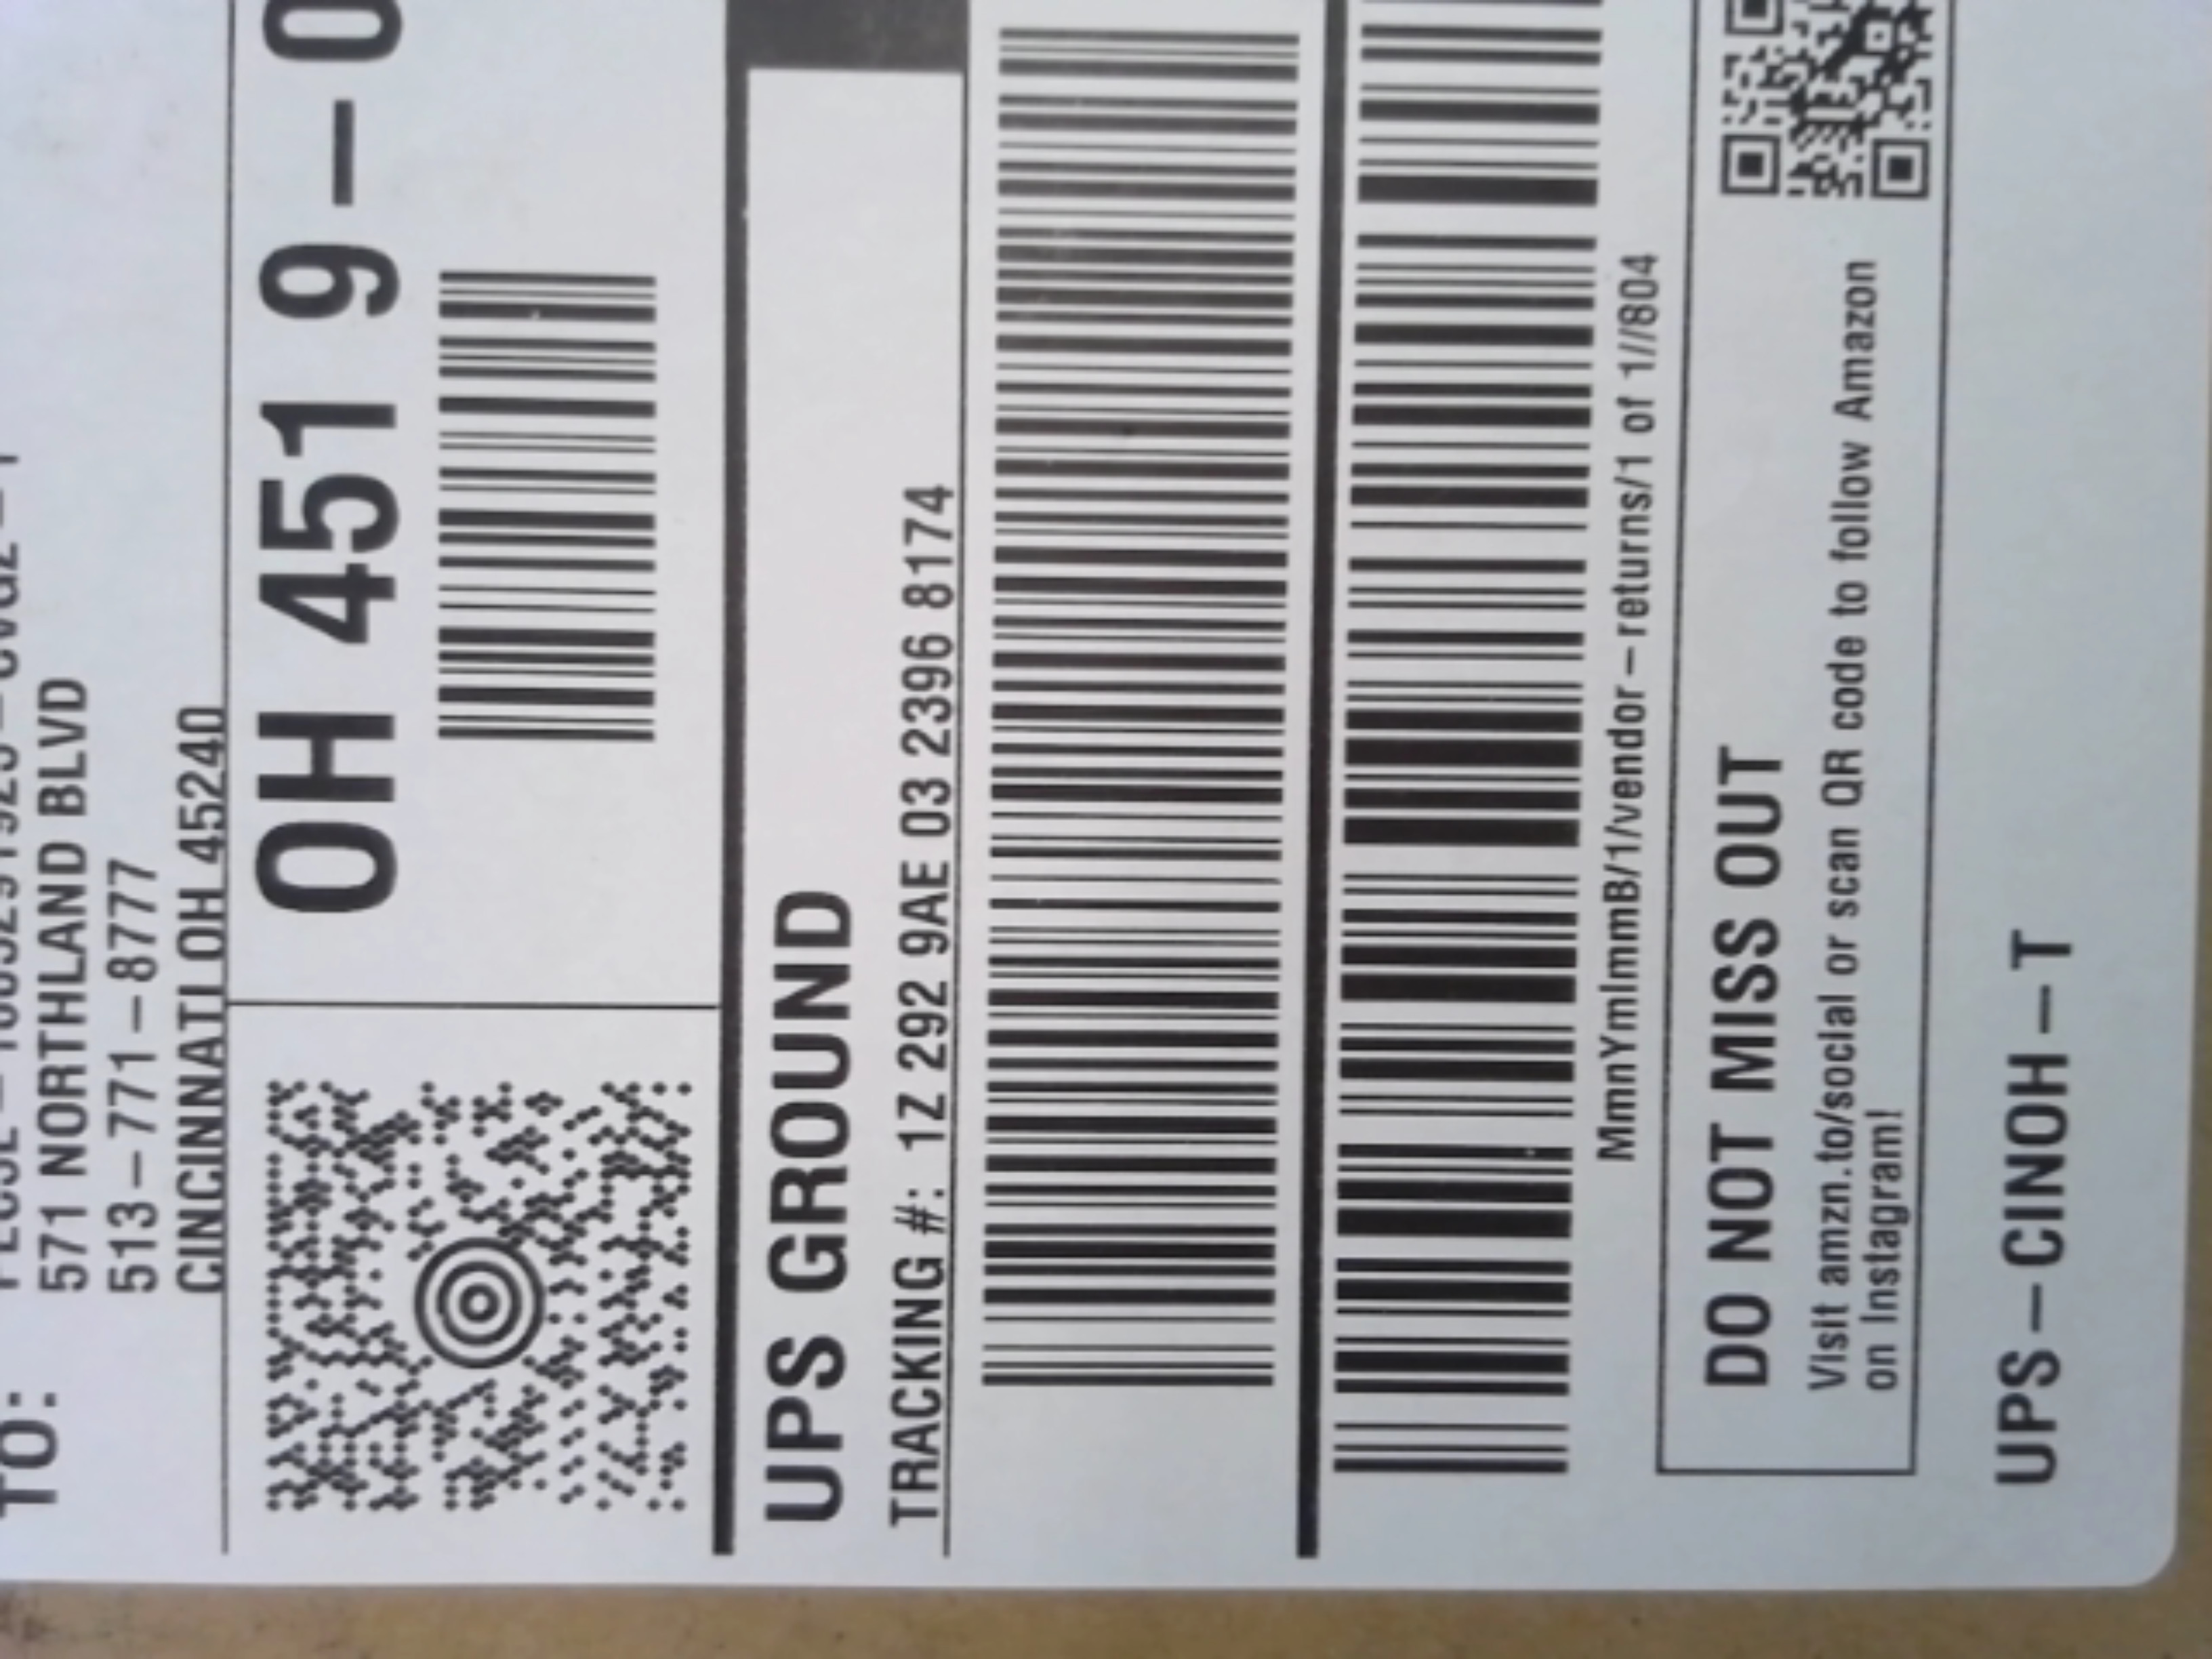 TO:
571 NORTHLAND BLVD
513-771-8777
CINCINNATI OH 45240
OH 451 9-0
UPS GROUND
TRACKING #: 1Z 292 9AE 03 2396 8174
MmnYmlmmB/1/vendor-returns/1 of 1//804
DO NOT MISS OUT
Visit amzn.to/social or scan QR code to follow Amazon
on Instagram!
UPS-CINOH-T